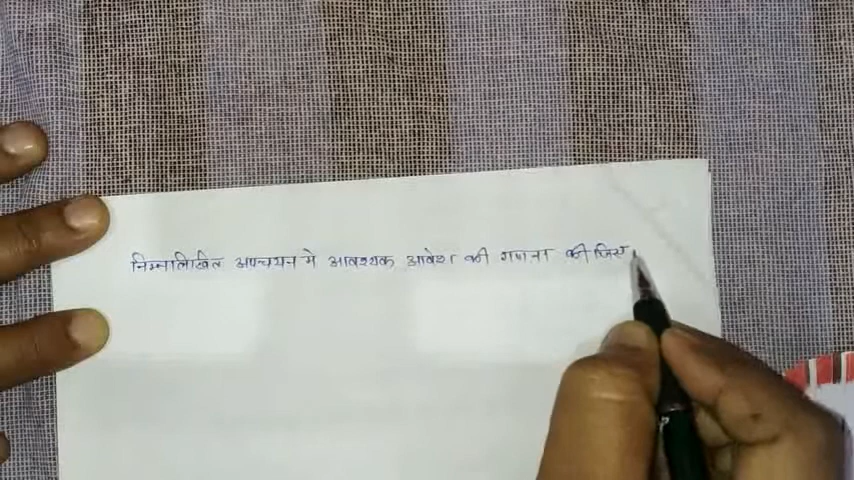 निम्नलिखित अपचयन मे आवश्यक आवेश की गणना कीजिए।